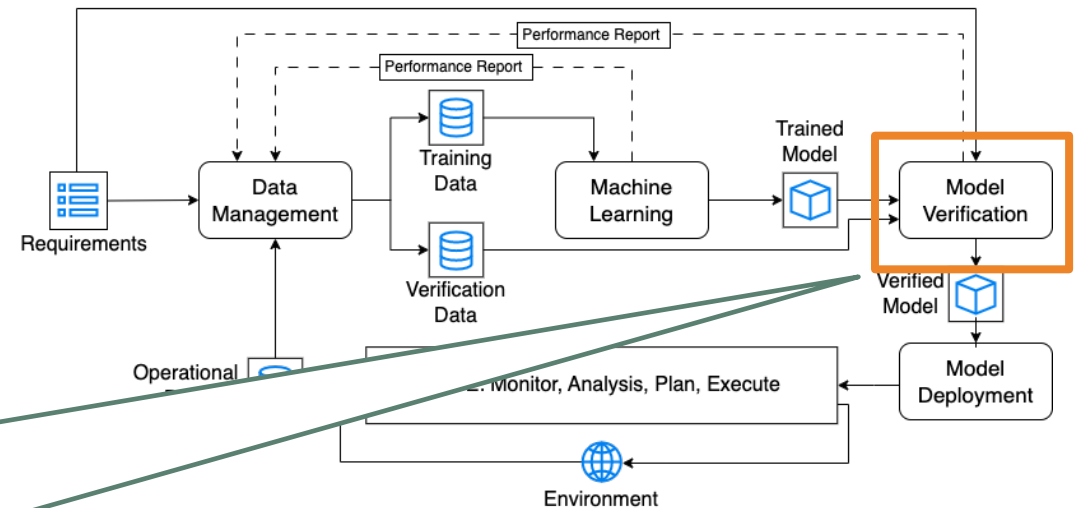 Performance Report
Performance Report
Trained
Model
Training
Data
Data
Management
Machine
Learning
Model
Verification
Requirements
Verification
Data
Verified
Model
Operational
: Monitor, Analysis, Plan, Execute
Model
Deployment
Environment